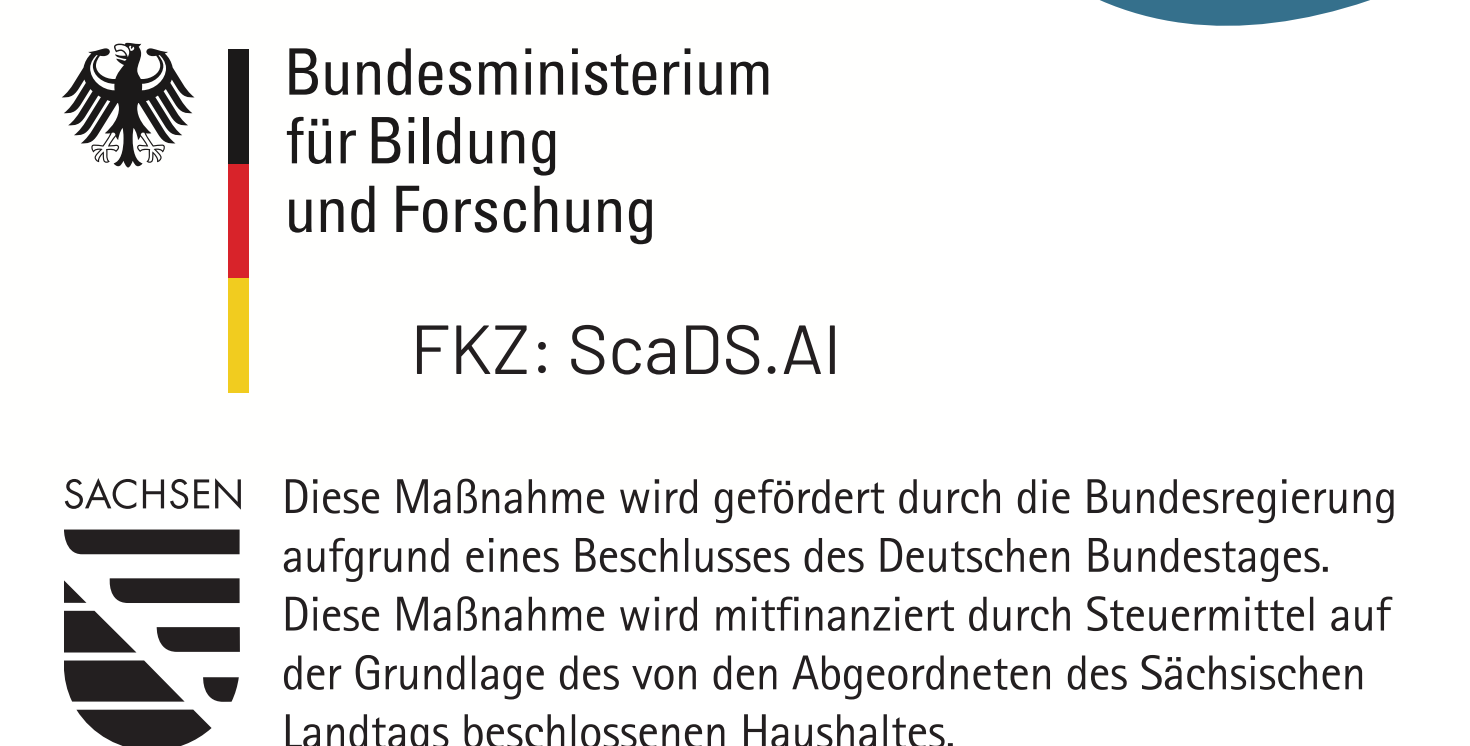 Bundesministerium
für Bildung
und Forschung
FKZ: ScaDS.AI
SACHSEN
Diese Maßnahme wird gefördert durch die Bundesregierung
aufgrund eines Beschlusses des Deutschen Bundestages.
Diese Maßnahme wird mitfinanziert durch Steuermittel auf
der Grundlage des von den Abgeordneten des Sächsischen
Landtags beschlossenen Haushaltes.